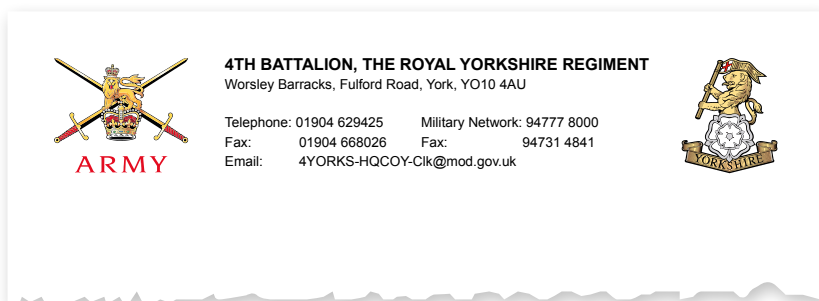 4TH BATTALION, THE ROYAL YORKSHIRE REGIMENT
Worsley Barracks, Fulford Road, York, YO10 4AU
Telephone: 01904 629425 Military Network: 94777 8000
Fax: 01904 668026 Fax: 94731 4841
Email: 4YORKS-HQCOY-Clk@mod.gov.uk
ARMY
YORKSHIRE